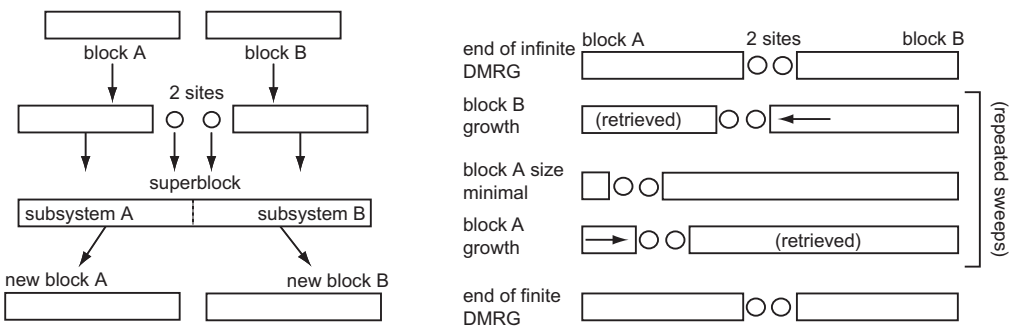 block A
block B
2 sites
superblock
subsystem A
subsystem B
new block A
new block B
end of infinite
DMRG
block A
2 sites
block B
block B
growth
(retrieved)
block A size
minimal
block A
growth
(retrieved)
end of finite
DMRG
(repeated sweeps)